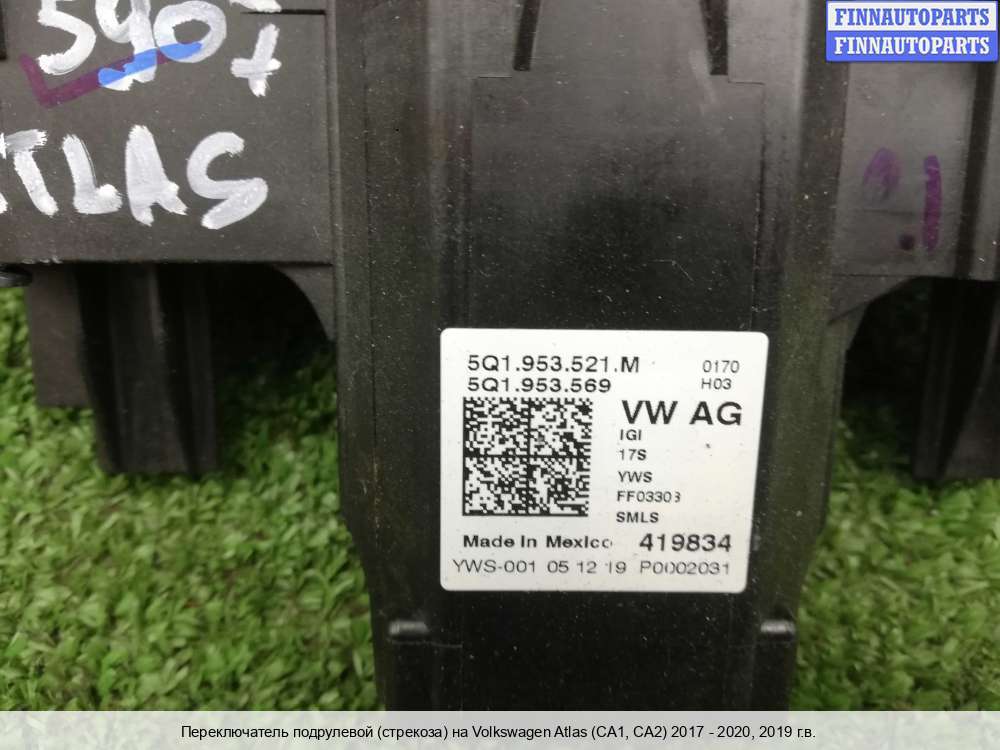 FINNAUTOPARTS
FINNAUTOPARTS
590
ATLAS
5Q1.953.521.M 0170
5Q1.953.569 H03
VW AG
IGI
17S
YWS
FF03303
SMLS
Made In Mexico 419834
YWS-001 05 12 19 P0002031
Переключатель подрулевой (стрекоза) на Volkswagen Atlas (CA1, CA2) 2017 - 2020, 2019 г.в.